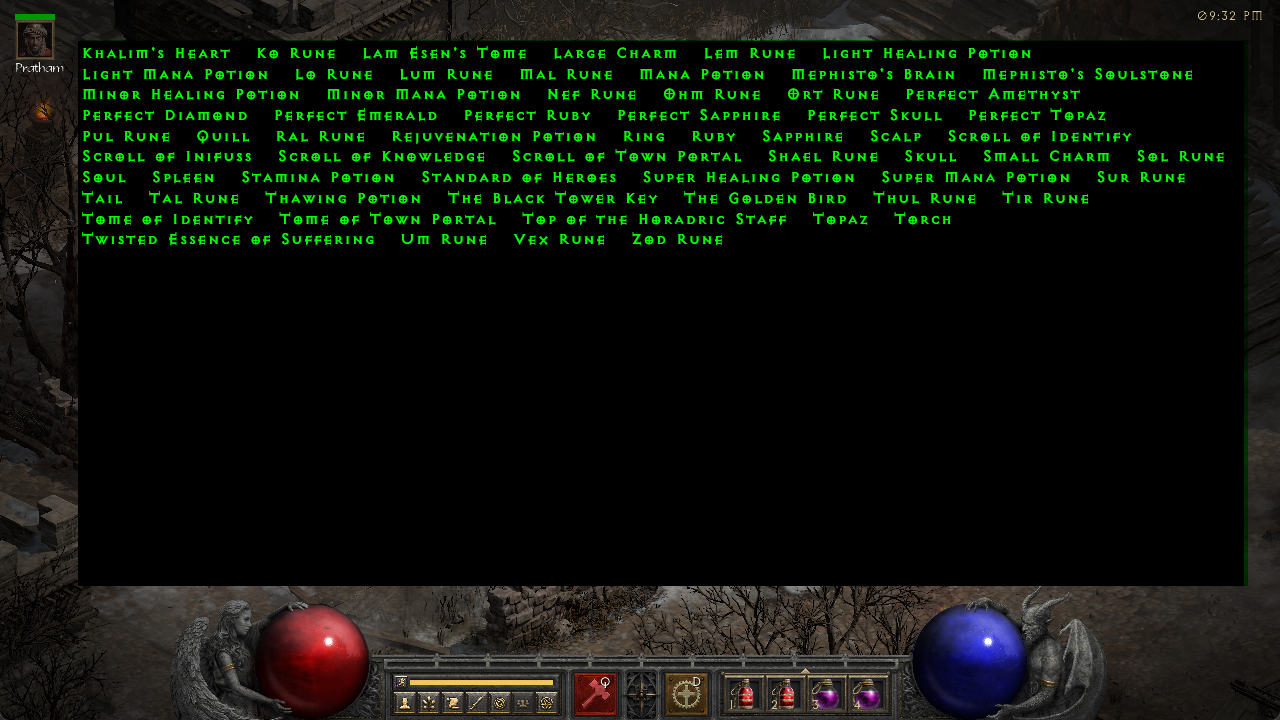 09:32 PM
Pratham
Khalim's Heart Ko Rune Lam Esen's Tome Large Charm Lem Rune Light Healing Potion
Light Mana Potion Lo Rune Lum Rune Mal Rune Mana Potion Mephisto's Brain Mephisto's Soulstone
Minor Healing Potion Minor Mana Potion Nef Rune Ohm Rune Ort Rune Perfect Amethyst
Perfect Diamond Perfect Emerald Perfect Ruby Perfect Sapphire Perfect Skull Perfect Topaz
Pul Rune Quill Ral Rune Rejuvenation Potion Ring Ruby Sapphire Scalp Scroll of Identify
Scroll of Inifuss Scroll of Knowledge Scroll of Town Portal Shael Rune Skull Small Charm Sol Rune
Soul Spleen Stamina Potion Standard of Heroes Super Healing Potion Super Mana Potion Sur Rune
Tail Tal Rune Thawing Potion The Black Tower Key The Golden Bird Thul Rune Tir Rune
Tome of Identify Tome of Town Portal Top of the Horadric Staff Topaz Torch
Twisted Essence of Suffering Um Rune Vex Rune Zod Rune
Q D
1 2 3 4